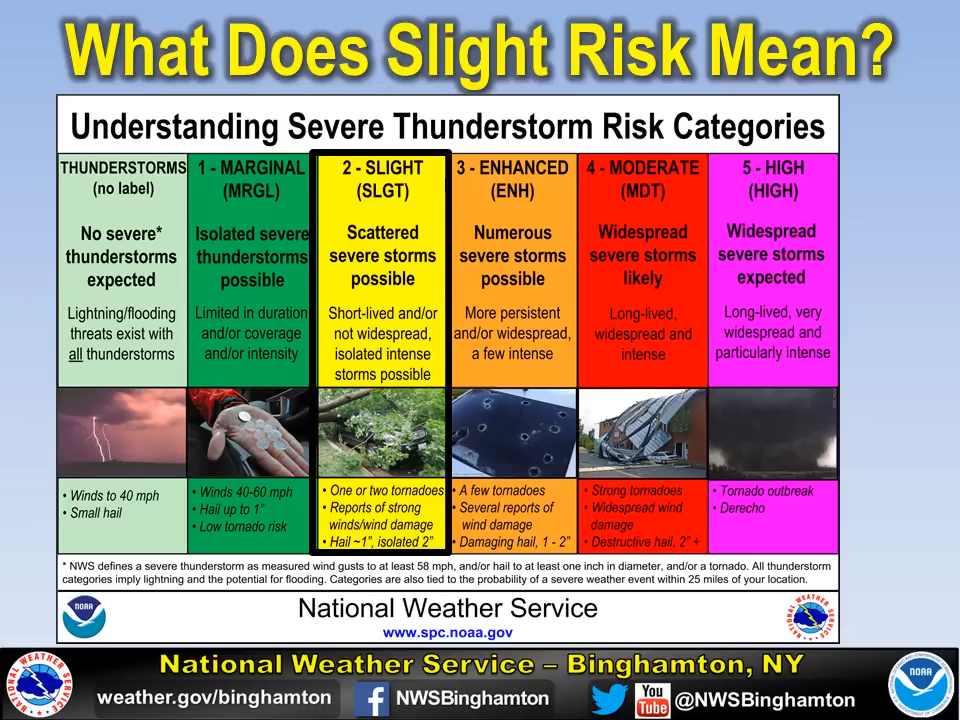 What Does Slight Risk Mean?
Understanding Severe Thunderstorm Risk Categories
THUNDERSTORMS
(no label)
No severe*
thunderstorms
expected
Lightning/flooding
threats exist with
all thunderstorms
• Winds to 40 mph
• Small hail
1 - MARGINAL
(MRGL)
Isolated severe
thunderstorms
possible
Limited in duration
and/or coverage
and/or intensity
• Winds 40-60 mph
• Hail up to 1"
• Low tornado risk
2 - SLIGHT
(SLGT)
Scattered
severe storms
possible
Short-lived and/or
not widespread,
isolated intense
storms possible
• One or two tornadoes
• Reports of strong
winds/wind damage
• Hail ~1", isolated 2"
3 - ENHANCED
(ENH)
Numerous
severe storms
possible
More persistent
and/or widespread,
a few intense
• A few tornadoes
• Several reports of
wind damage
• Damaging hail, 1 - 2"
4 - MODERATE
(MDT)
Widespread
severe storms
likely
Long-lived,
widespread and
intense
• Strong tornadoes
• Widespread wind
damage
• Destructive hail, 2" +
5 - HIGH
(HIGH)
Widespread
severe storms
expected
Long-lived, very
widespread and
particularly intense
• Tornado outbreak
• Derecho
* NWS defines a severe thunderstorm as measured wind gusts to at least 58 mph, and/or hail to at least one inch in diameter, and/or a tornado. All thunderstorm
categories imply lightning and the potential for flooding. Categories are also tied to the probability of a severe weather event within 25 miles of your location.
NOAA
National Weather Service
www.spc.noaa.gov
National Weather Service – Binghamton, NY
NATIONAL WEATHER SERVICE
weather.gov/binghamton
f
NWSBinghamton
You
Tube
@NWSBinghamton
NOAA